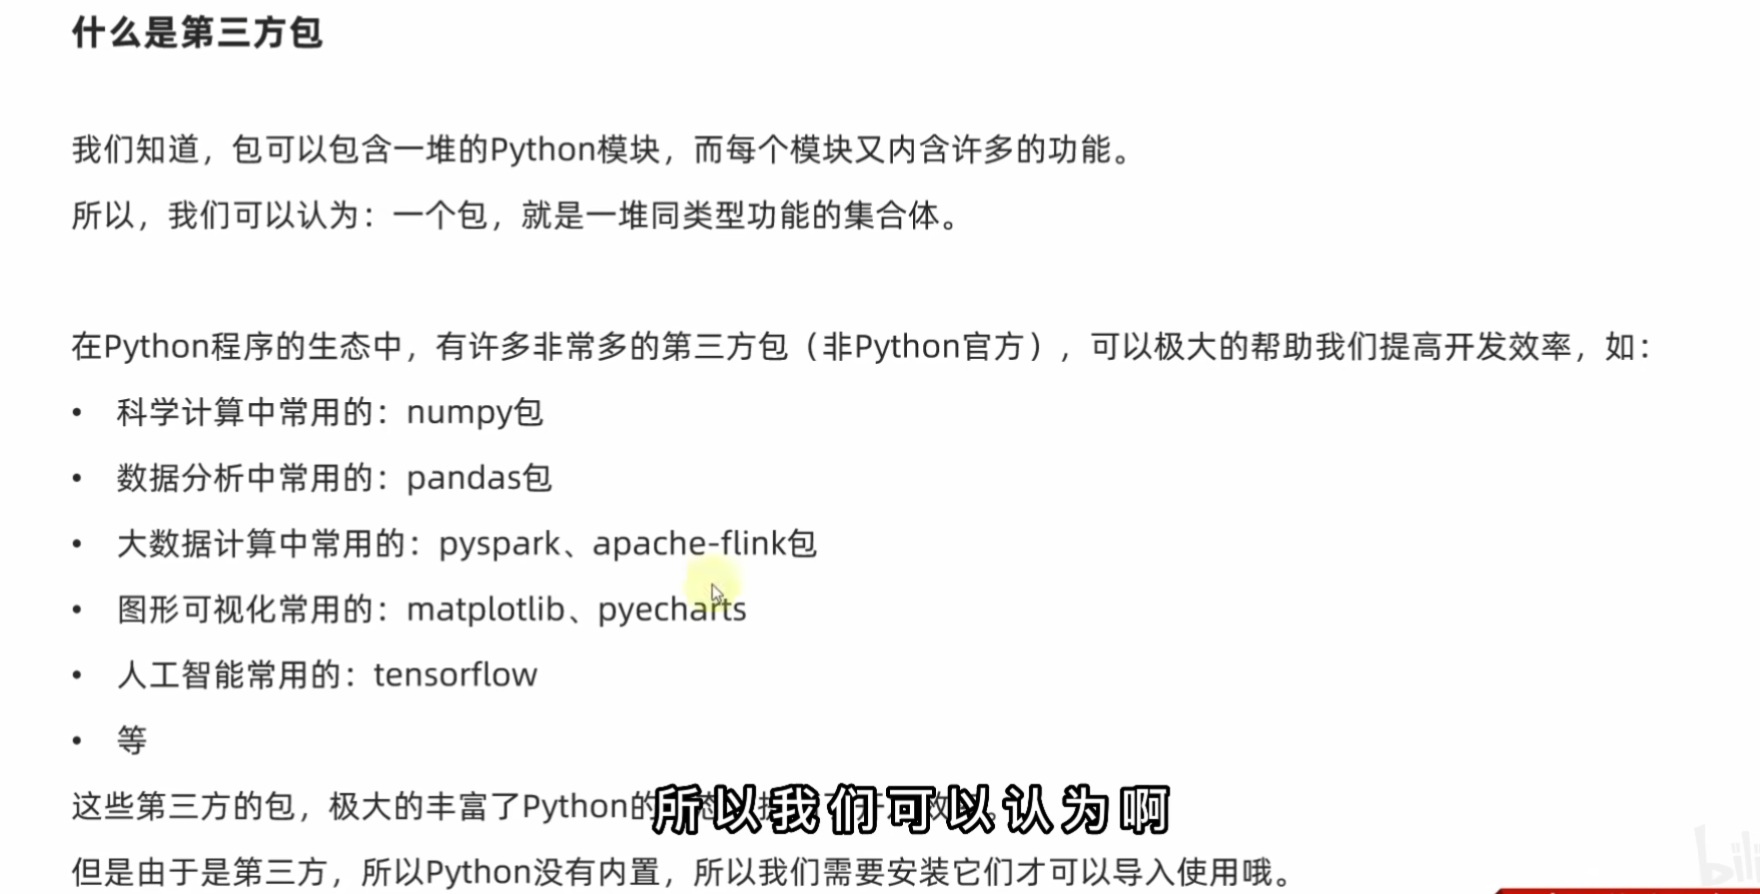 什么是第三方包
我们知道，包可以包含一堆的Python模块，而每个模块又内含许多的功能。
所以，我们可以认为：一个包，就是一堆同类型功能的集合体。
在Python程序的生态中，有许多非常多的第三方包（非Python官方），可以极大的帮助我们提高开发效率，如：
• 科学计算中常用的：numpy包
• 数据分析中常用的：pandas包
• 大数据计算中常用的：pyspark、apache-flink包
• 图形可视化常用的：matplotlib、pyecharts
• 人工智能常用的：tensorflow
• 等
这些第三方的包，极大的丰富了Python的
所以我们可以认为啊
但是由于是第三方，所以Python没有内置，所以我们需要安装它们才可以导入使用哦。
bili